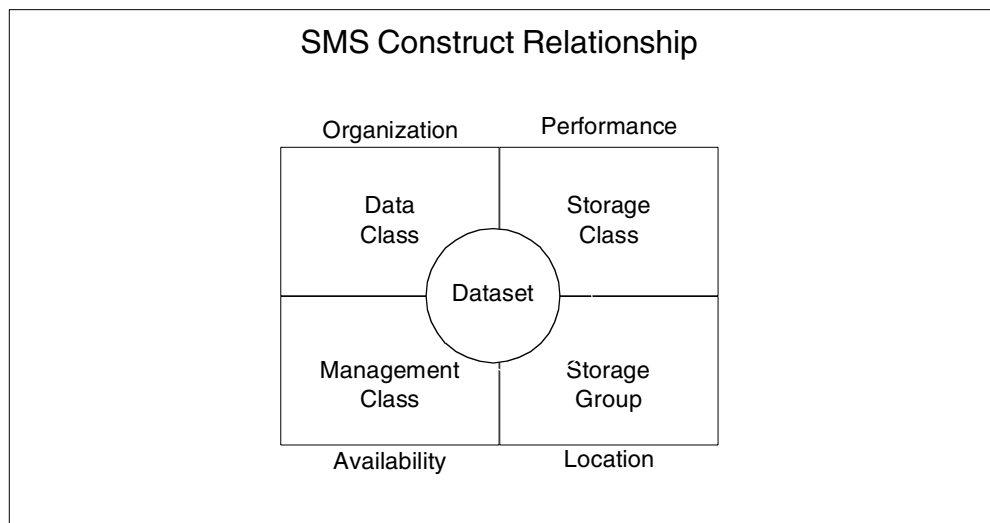 SMS Construct Relationship
Organization
Performance
Data
Class
Storage
Class
Dataset
Management
Class
Storage
Group
Availability
Location